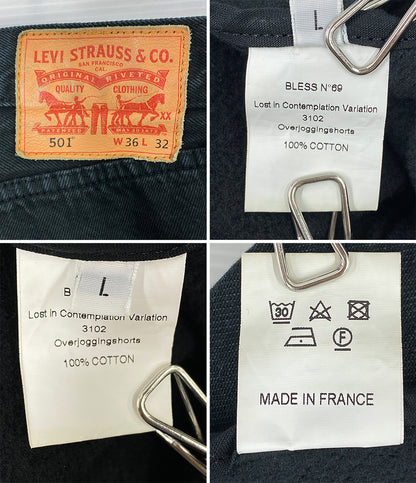 LEVI STRAUSS & CO.
SAN FRANCISCO
CAL.
ORIGINAL RIVETED
QUALITY CLOTHING
XX
501 W 36 L 32
L
BLESS N°69
Lost in Contemplation Variation
3102
Overjoggingshorts
100% COTTON
L
B
Lost in Contemplation Variation
3102
Overjoggingshorts
100% COTTON
30
F
MADE IN FRANCE